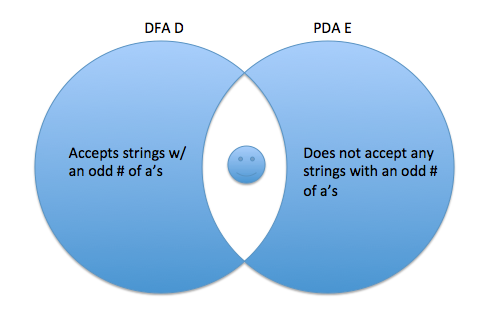 DFA D
PDA E
Accepts strings w/
an odd # of a's
Does not accept any
strings with an odd #
of a's